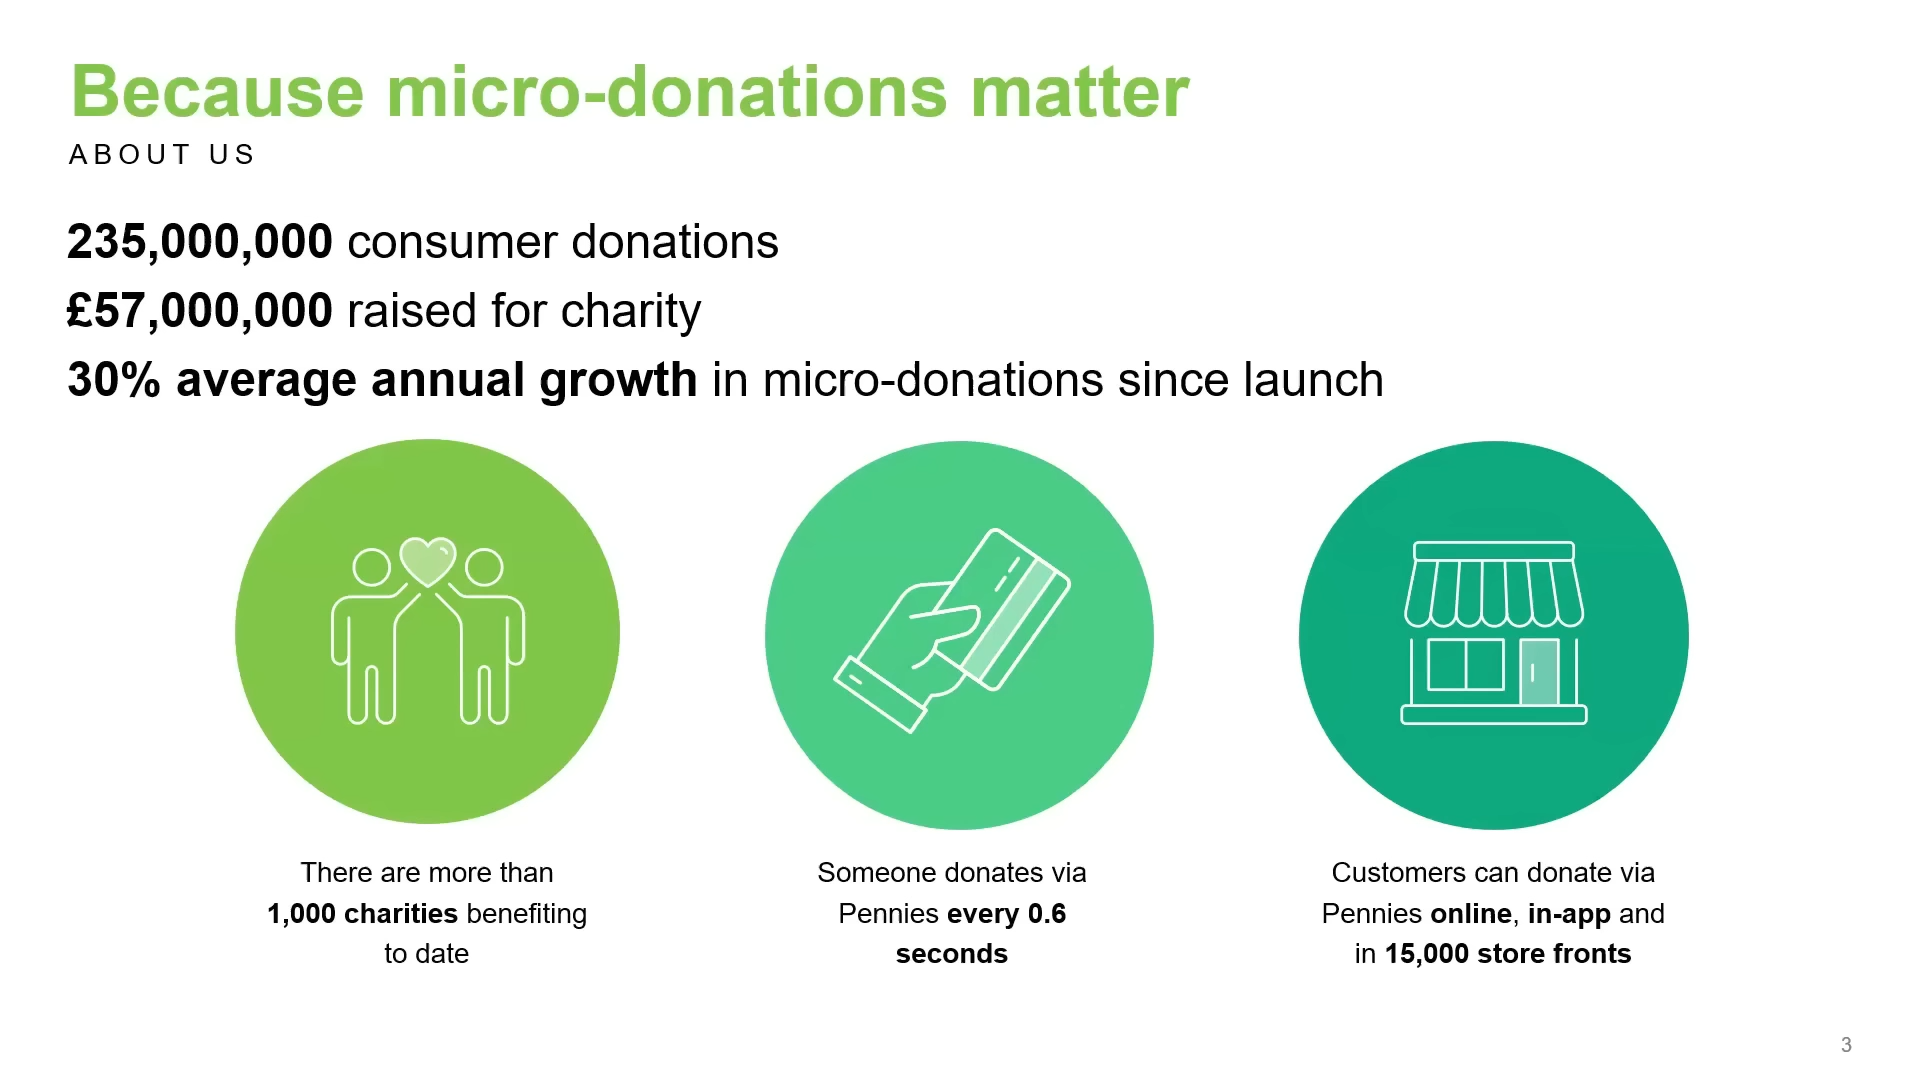 Because micro-donations matter
ABOUT US
235,000,000 consumer donations
£57,000,000 raised for charity
30% average annual growth in micro-donations since launch
There are more than
1,000 charities benefiting
to date
Someone donates via
Pennies every 0.6
seconds
Customers can donate via
Pennies online, in-app and
in 15,000 store fronts
3